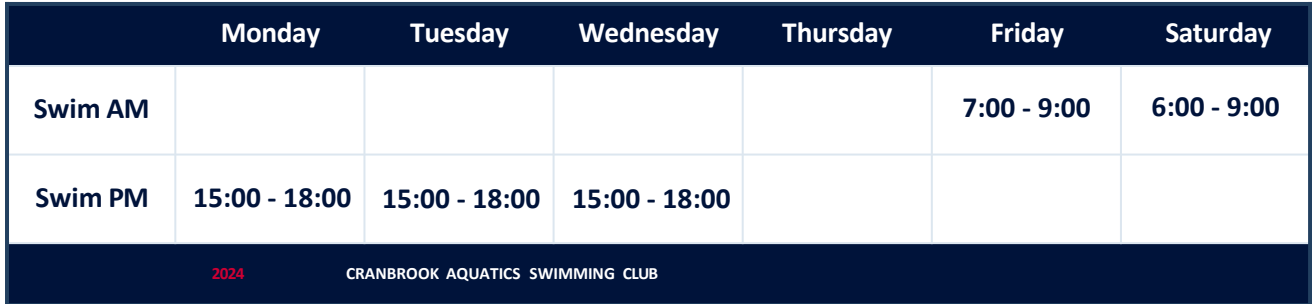 Monday Tuesday Wednesday Thursday Friday Saturday
Swim AM 7:00 - 9:00 6:00 - 9:00
Swim PM 15:00 - 18:00 15:00 - 18:00 15:00 - 18:00
2024 CRANBROOK AQUATICS SWIMMING CLUB